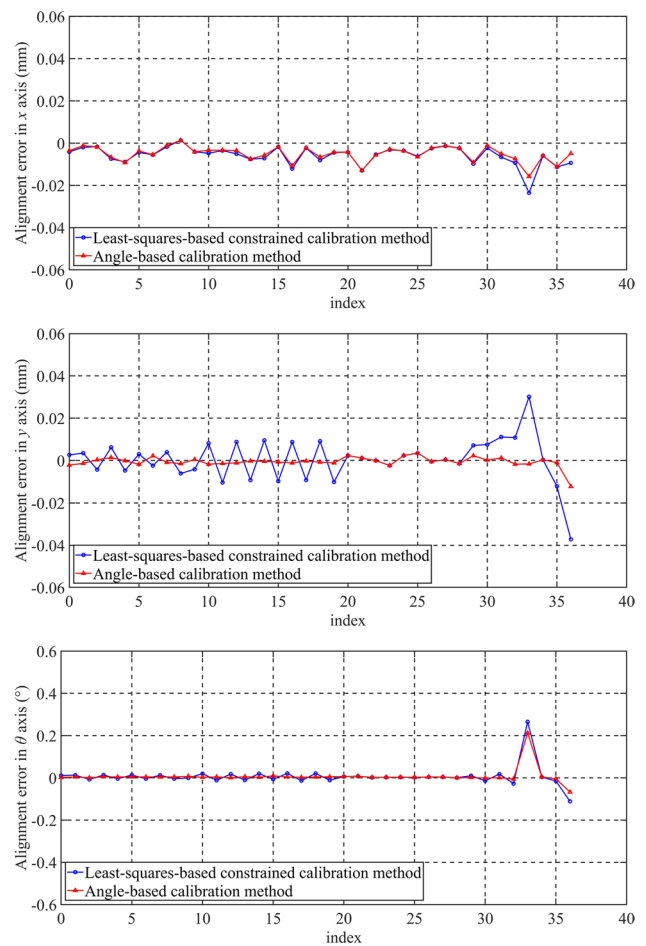 Alignment error in x axis (mm)
0.06
0.04
0.02
0
-0.02
-0.04
-0.06
Least-squares-based constrained calibration method
Angle-based calibration method
0 5 10 15 20 25 30 35 40
index
Alignment error in y axis (mm)
0.06
0.04
0.02
0
-0.02
-0.04
-0.06
Least-squares-based constrained calibration method
Angle-based calibration method
0 5 10 15 20 25 30 35 40
index
Alignment error in θ axis (°)
0.6
0.4
0.2
0
-0.2
-0.4
-0.6
Least-squares-based constrained calibration method
Angle-based calibration method
0 5 10 15 20 25 30 35 40
index